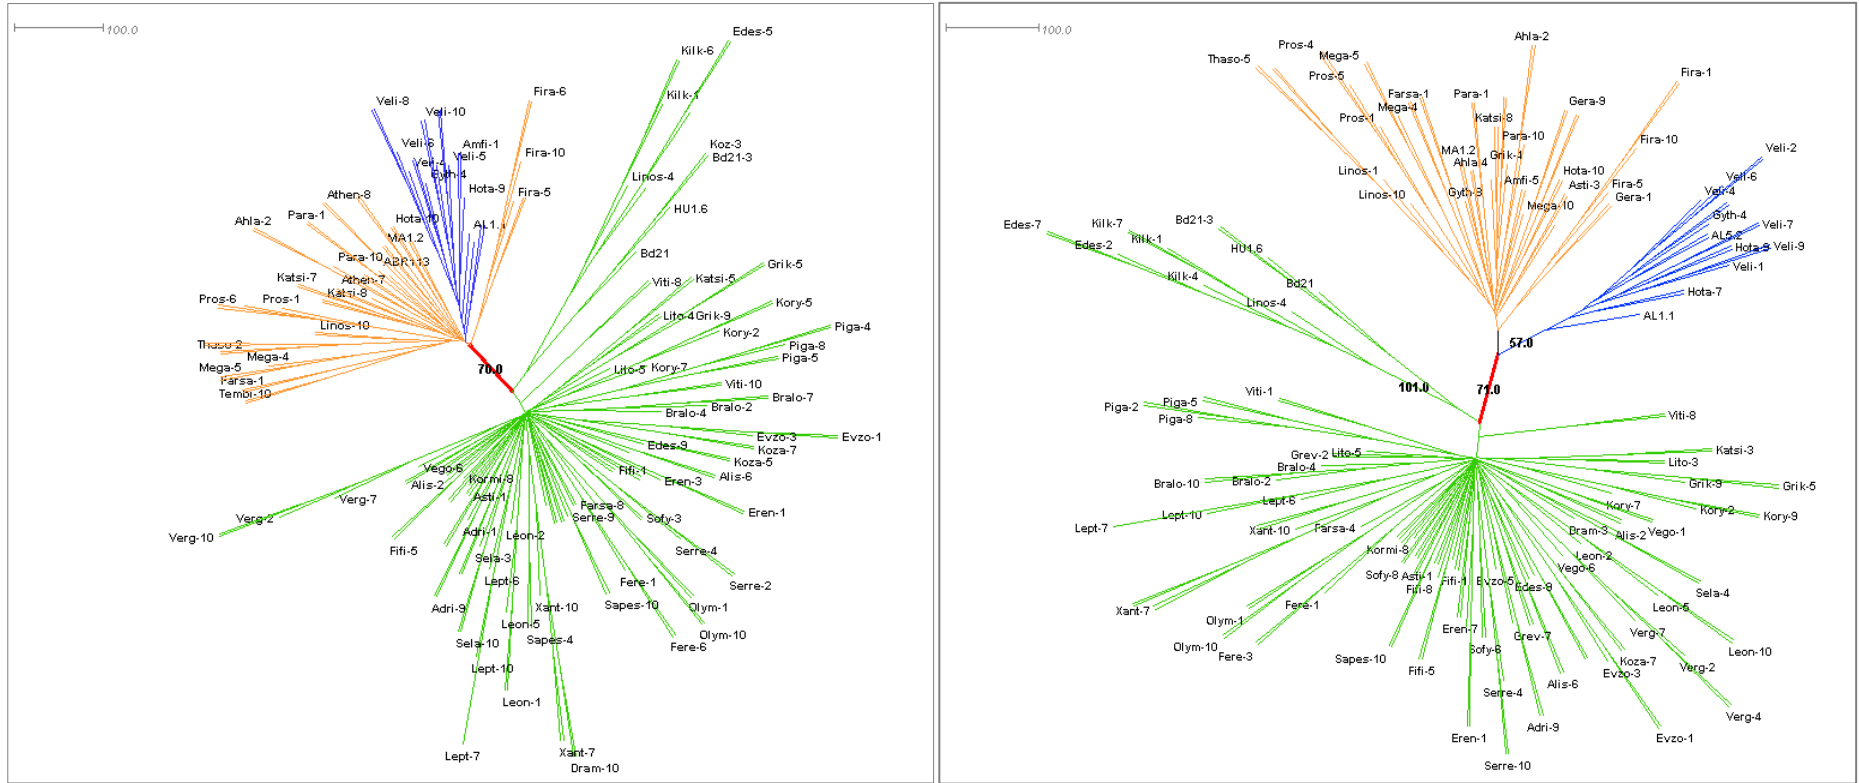 100.0
Edes-5
Kilk-6
Kilk-1
Fira-6
Veli-8
Veli-10
Veli-6
Amfi-1
Veli-5
Veli-4
Gyth-4
Fira-10
Koz-3
Bd21-3
Linos-4
Hota-9
Fira-5
Athen-8
Ahla-2
Para-1
Hota-10
AL1.1
HU1.6
MA1.2
Para-10
ABR113
Bd21
Grik-5
Katsi-7
Athen-7
Katsi-8
Viti-8
Katsi-5
Pros-6
Pros-1
Kory-5
Linos-10
Lito-4
Grik-9
Kory-2
Piga-4
Thaso-2
Mega-4
Piga-8
Piga-5
Mega-5
Farsa-1
Tembi-10
70.0
Lito-5
Kory-7
Viti-10
Bralo-7
Bralo-4
Bralo-2
Edes-9
Evzo-3
Evzo-1
Koza-7
Koza-5
Vego-6
Alis-2
Kormi-8
Fifi-1
Alis-6
Eren-3
Verg-7
Asti-1
Farsa-8
Serre-9
Sofy-3
Eren-1
Verg-2
Verg-10
Adri-1
Leon-2
Fifi-5
Sela-3
Serre-4
Lept-6
Fere-1
Serre-2
Adri-9
Xant-10
Sapes-10
Olym-1
Leon-5
Sapes-4
Olym-10
Sela-10
Fere-6
Lept-10
Leon-1
Lept-7
Xant-7
Dram-10
100.0
Ahla-2
Pros-4
Mega-5
Thaso-5
Pros-5
Fira-1
Farsa-1
Para-1
Gera-9
Mega-4
Pros-1
Katsi-8
Para-10
Fira-10
MA1.2
Grik-4
Ahla-4
Veli-2
Linos-1
Hota-10
Amfi-5
Asti-3
Fira-5
Veli-6
Linos-10
Gyth-3
Gera-1
Veli-4
Mega-10
Gyth-4
Edes-7
Kilk-7
Bd21-3
Veli-7
Edes-2
Kilk-1
HU1.6
AL5.2
Hota-9
Veli-9
Kilk-4
Bd21
Veli-1
Linos-4
Hota-7
AL1.1
57.0
101.0
71.0
Viti-1
Piga-2
Piga-5
Piga-8
Viti-8
Grev-2
Lito-5
Katsi-3
Bralo-4
Lito-3
Bralo-10
Bralo-2
Grik-9
Grik-5
Lept-6
Lept-10
Lept-7
Kory-7
Kory-2
Kory-9
Xant-10
Farsa-4
Dram-3
Alis-2
Vego-1
Kormi-8
Leon-2
Sofy-8
Asti-1
Fifi-1
Evzo-5
Edes-9
Vego-6
Fifi-8
Sela-4
Xant-7
Fere-1
Leon-5
Olym-1
Eren-7
Grev-7
Verg-7
Olym-10
Fere-3
Sapes-10
Sofy-6
Leon-10
Fifi-5
Koza-7
Verg-2
Evzo-3
Serre-4
Alis-6
Verg-4
Adri-9
Eren-1
Evzo-1
Serre-10